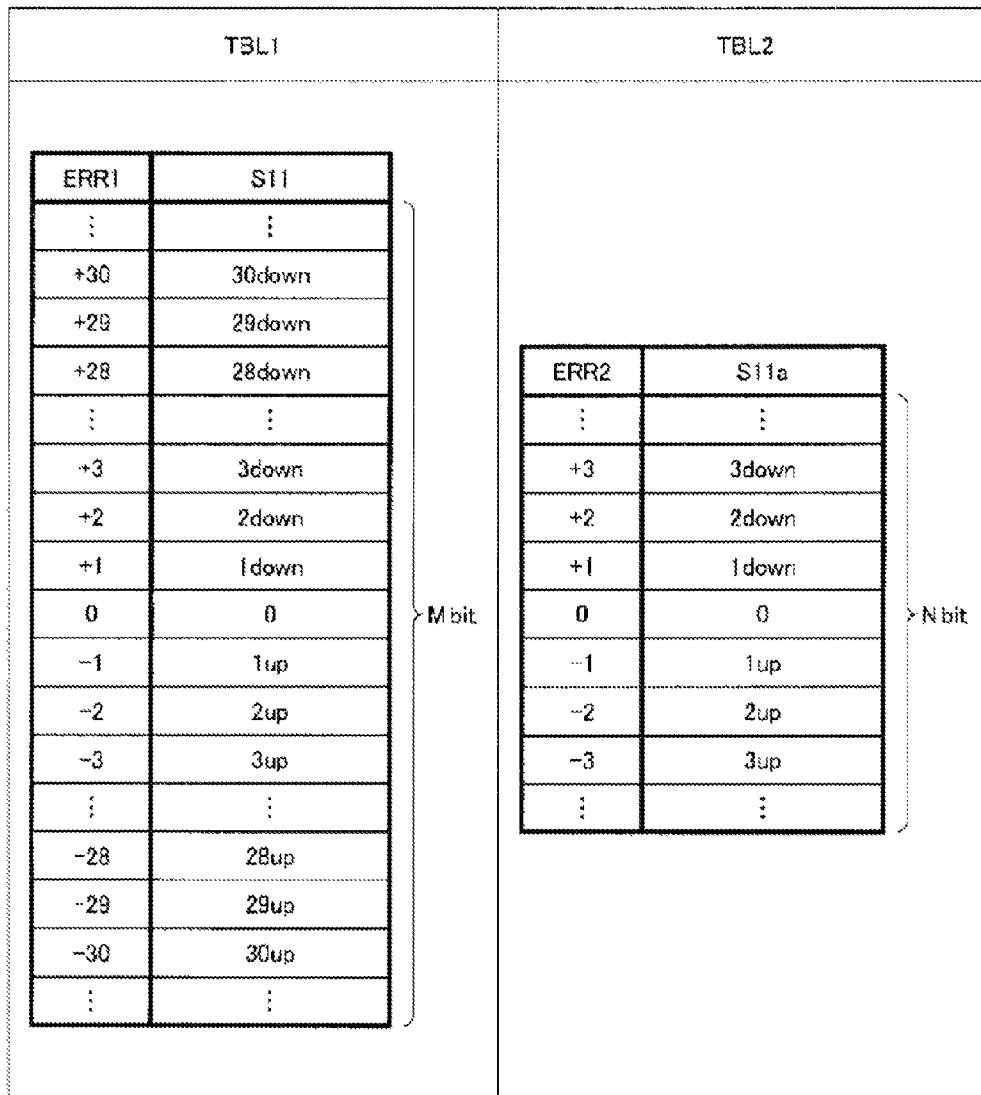 TBL1 TBL2
ERR1 S11
⋮ ⋮
+30 30down
+29 29down
+28 28down
⋮ ⋮
+3 3down
+2 2down
+1 1down
0 0
-1 1up
-2 2up
-3 3up
⋮ ⋮
-28 28up
-29 29up
-30 30up
⋮ ⋮
M bit
ERR2 S11a
⋮ ⋮
+3 3down
+2 2down
+1 1down
0 0
-1 1up
-2 2up
-3 3up
⋮ ⋮
N bit